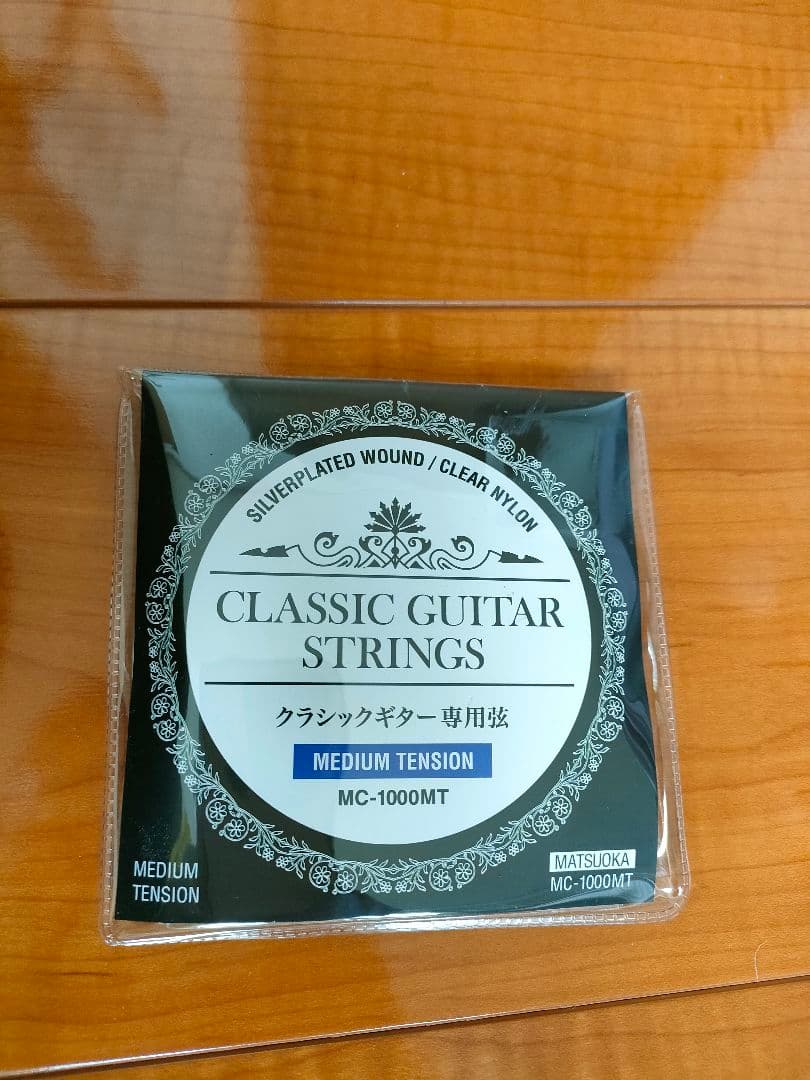 SILVERPLATED WOUND / CLEAR NYLON
CLASSIC GUITAR
STRINGS
クラシックギター専用弦
MEDIUM TENSION
MC-1000MT
MEDIUM
TENSION
MATSUOKA
MC-1000MT